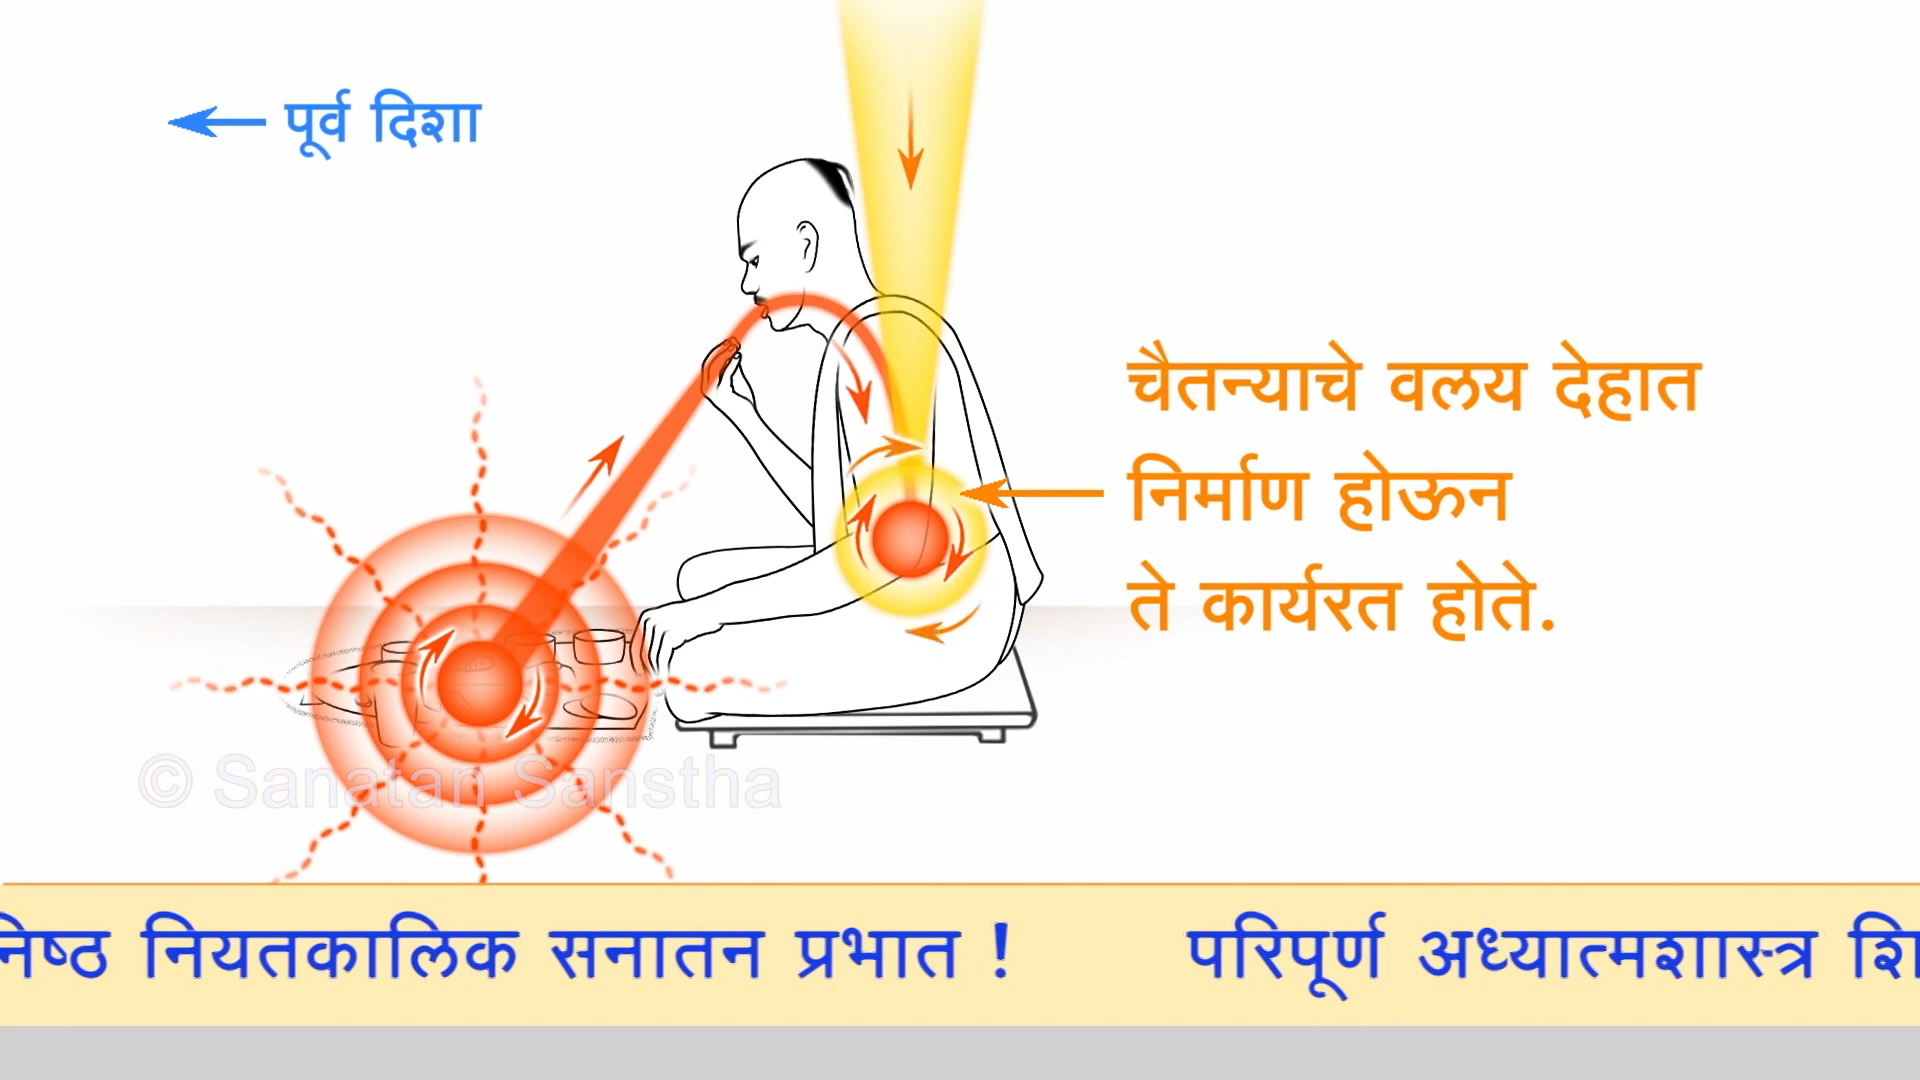 पूर्व दिशा
चैतन्याचे वलय देहात
निर्माण होऊन
ते कार्यरत होते.
© Sanatan Sanstha
नियतकालिक सनातन प्रभात ! परिपूर्ण अध्यात्मशास्त्र